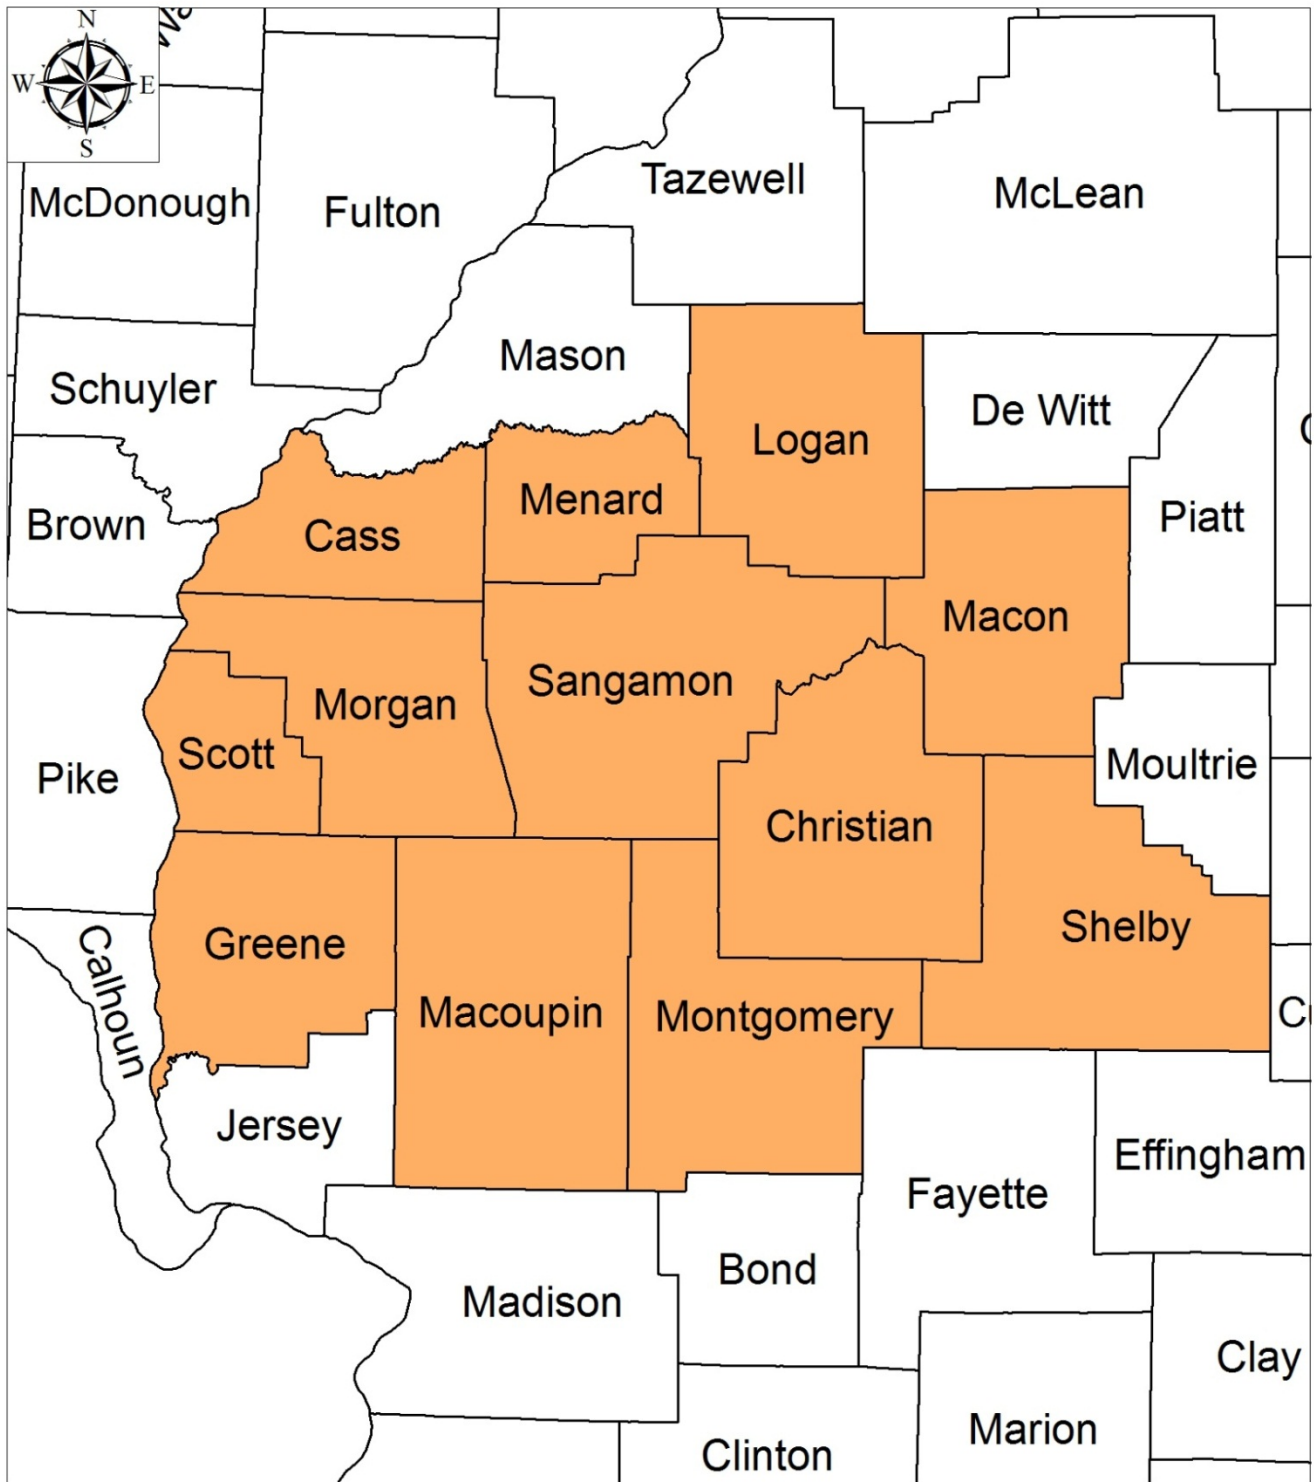 N
W
E
S
McDonough
Fulton
Tazewell
McLean
Mason
Schuyler
De Witt
Logan
Menard
Cass
Brown
Piatt
Macon
Sangamon
Morgan
Scott
Pike
Moultrie
Christian
Shelby
Greene
Calhoun
Macoupin
Montgomery
Jersey
Effingham
Fayette
Bond
Madison
Clay
Marion
Clinton